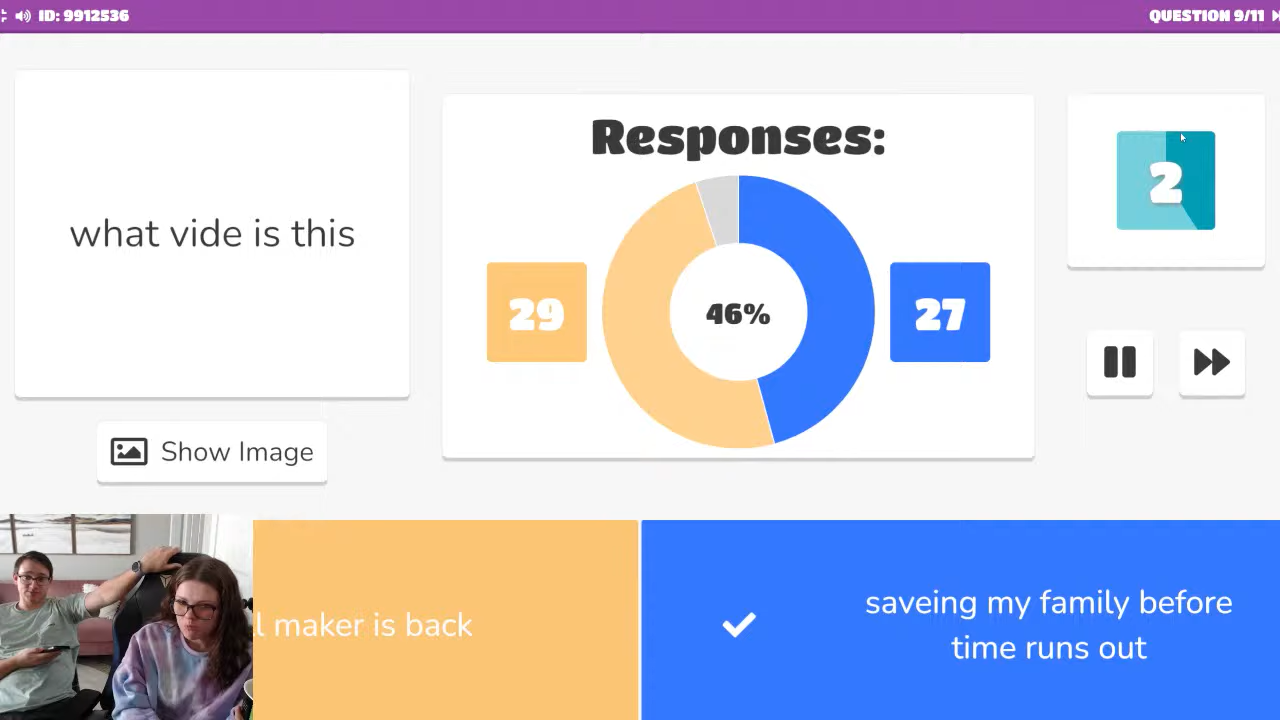 ID: 9912536
QUESTION 9/11
what vide is this
Show Image
Responses:
29
46%
27
2
maker is back
saveing my family before
time runs out